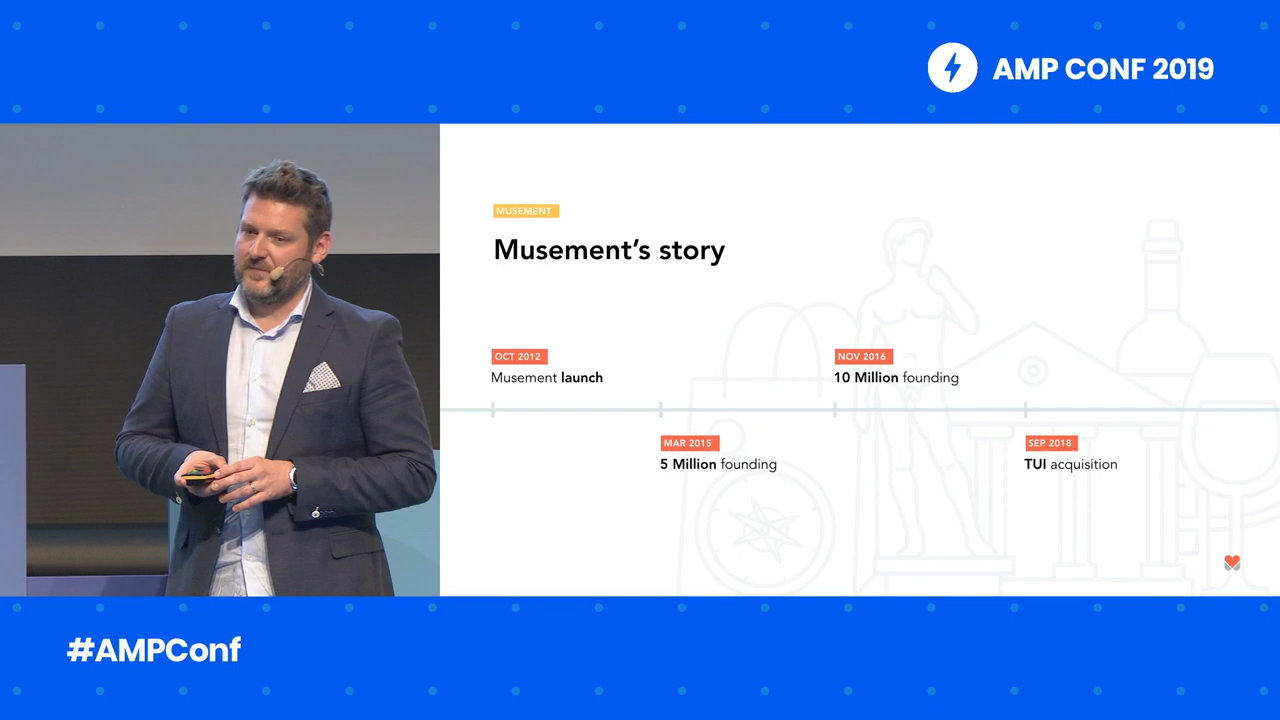 AMP CONF 2019
MUSEMENT
Musement’s story
OCT 2012
Musement launch
NOV 2016
10 Million founding
MAR 2015
5 Million founding
SEP 2018
TUI acquisition
#AMPConf